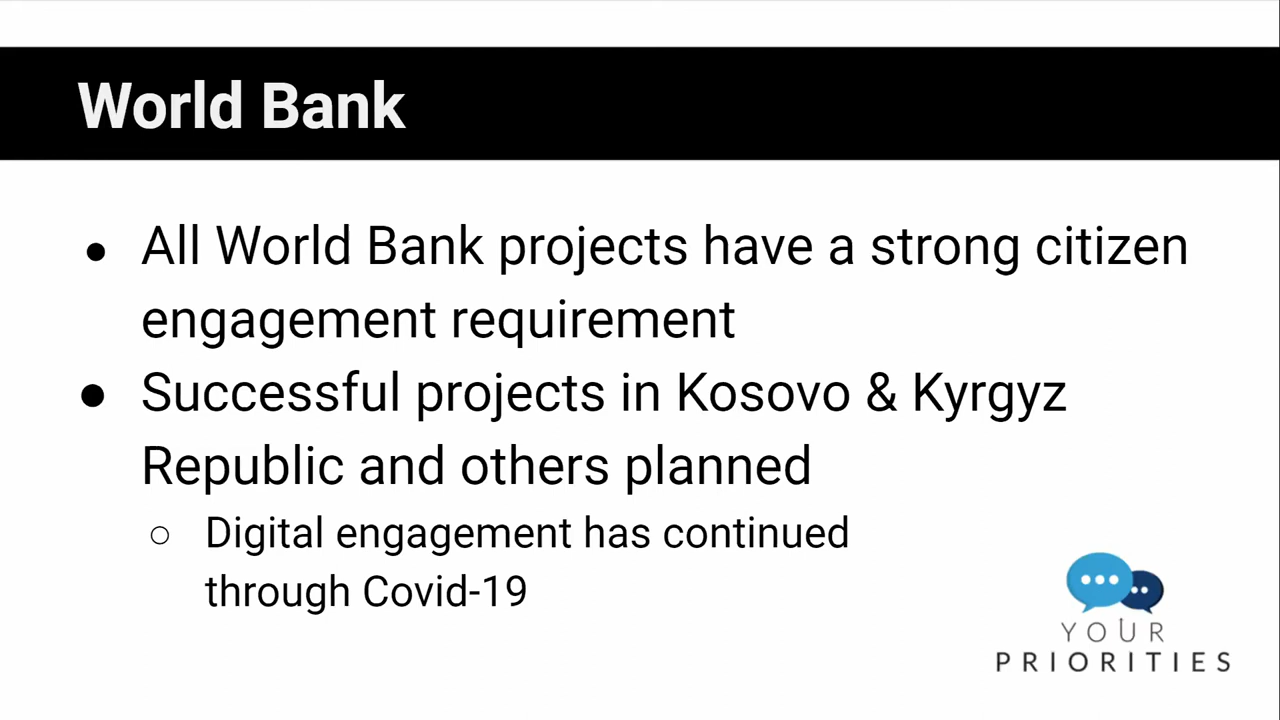 World Bank
● All World Bank projects have a strong citizen
engagement requirement
● Successful projects in Kosovo & Kyrgyz
Republic and others planned
○ Digital engagement has continued
through Covid-19
YOUR
PRIORITIES